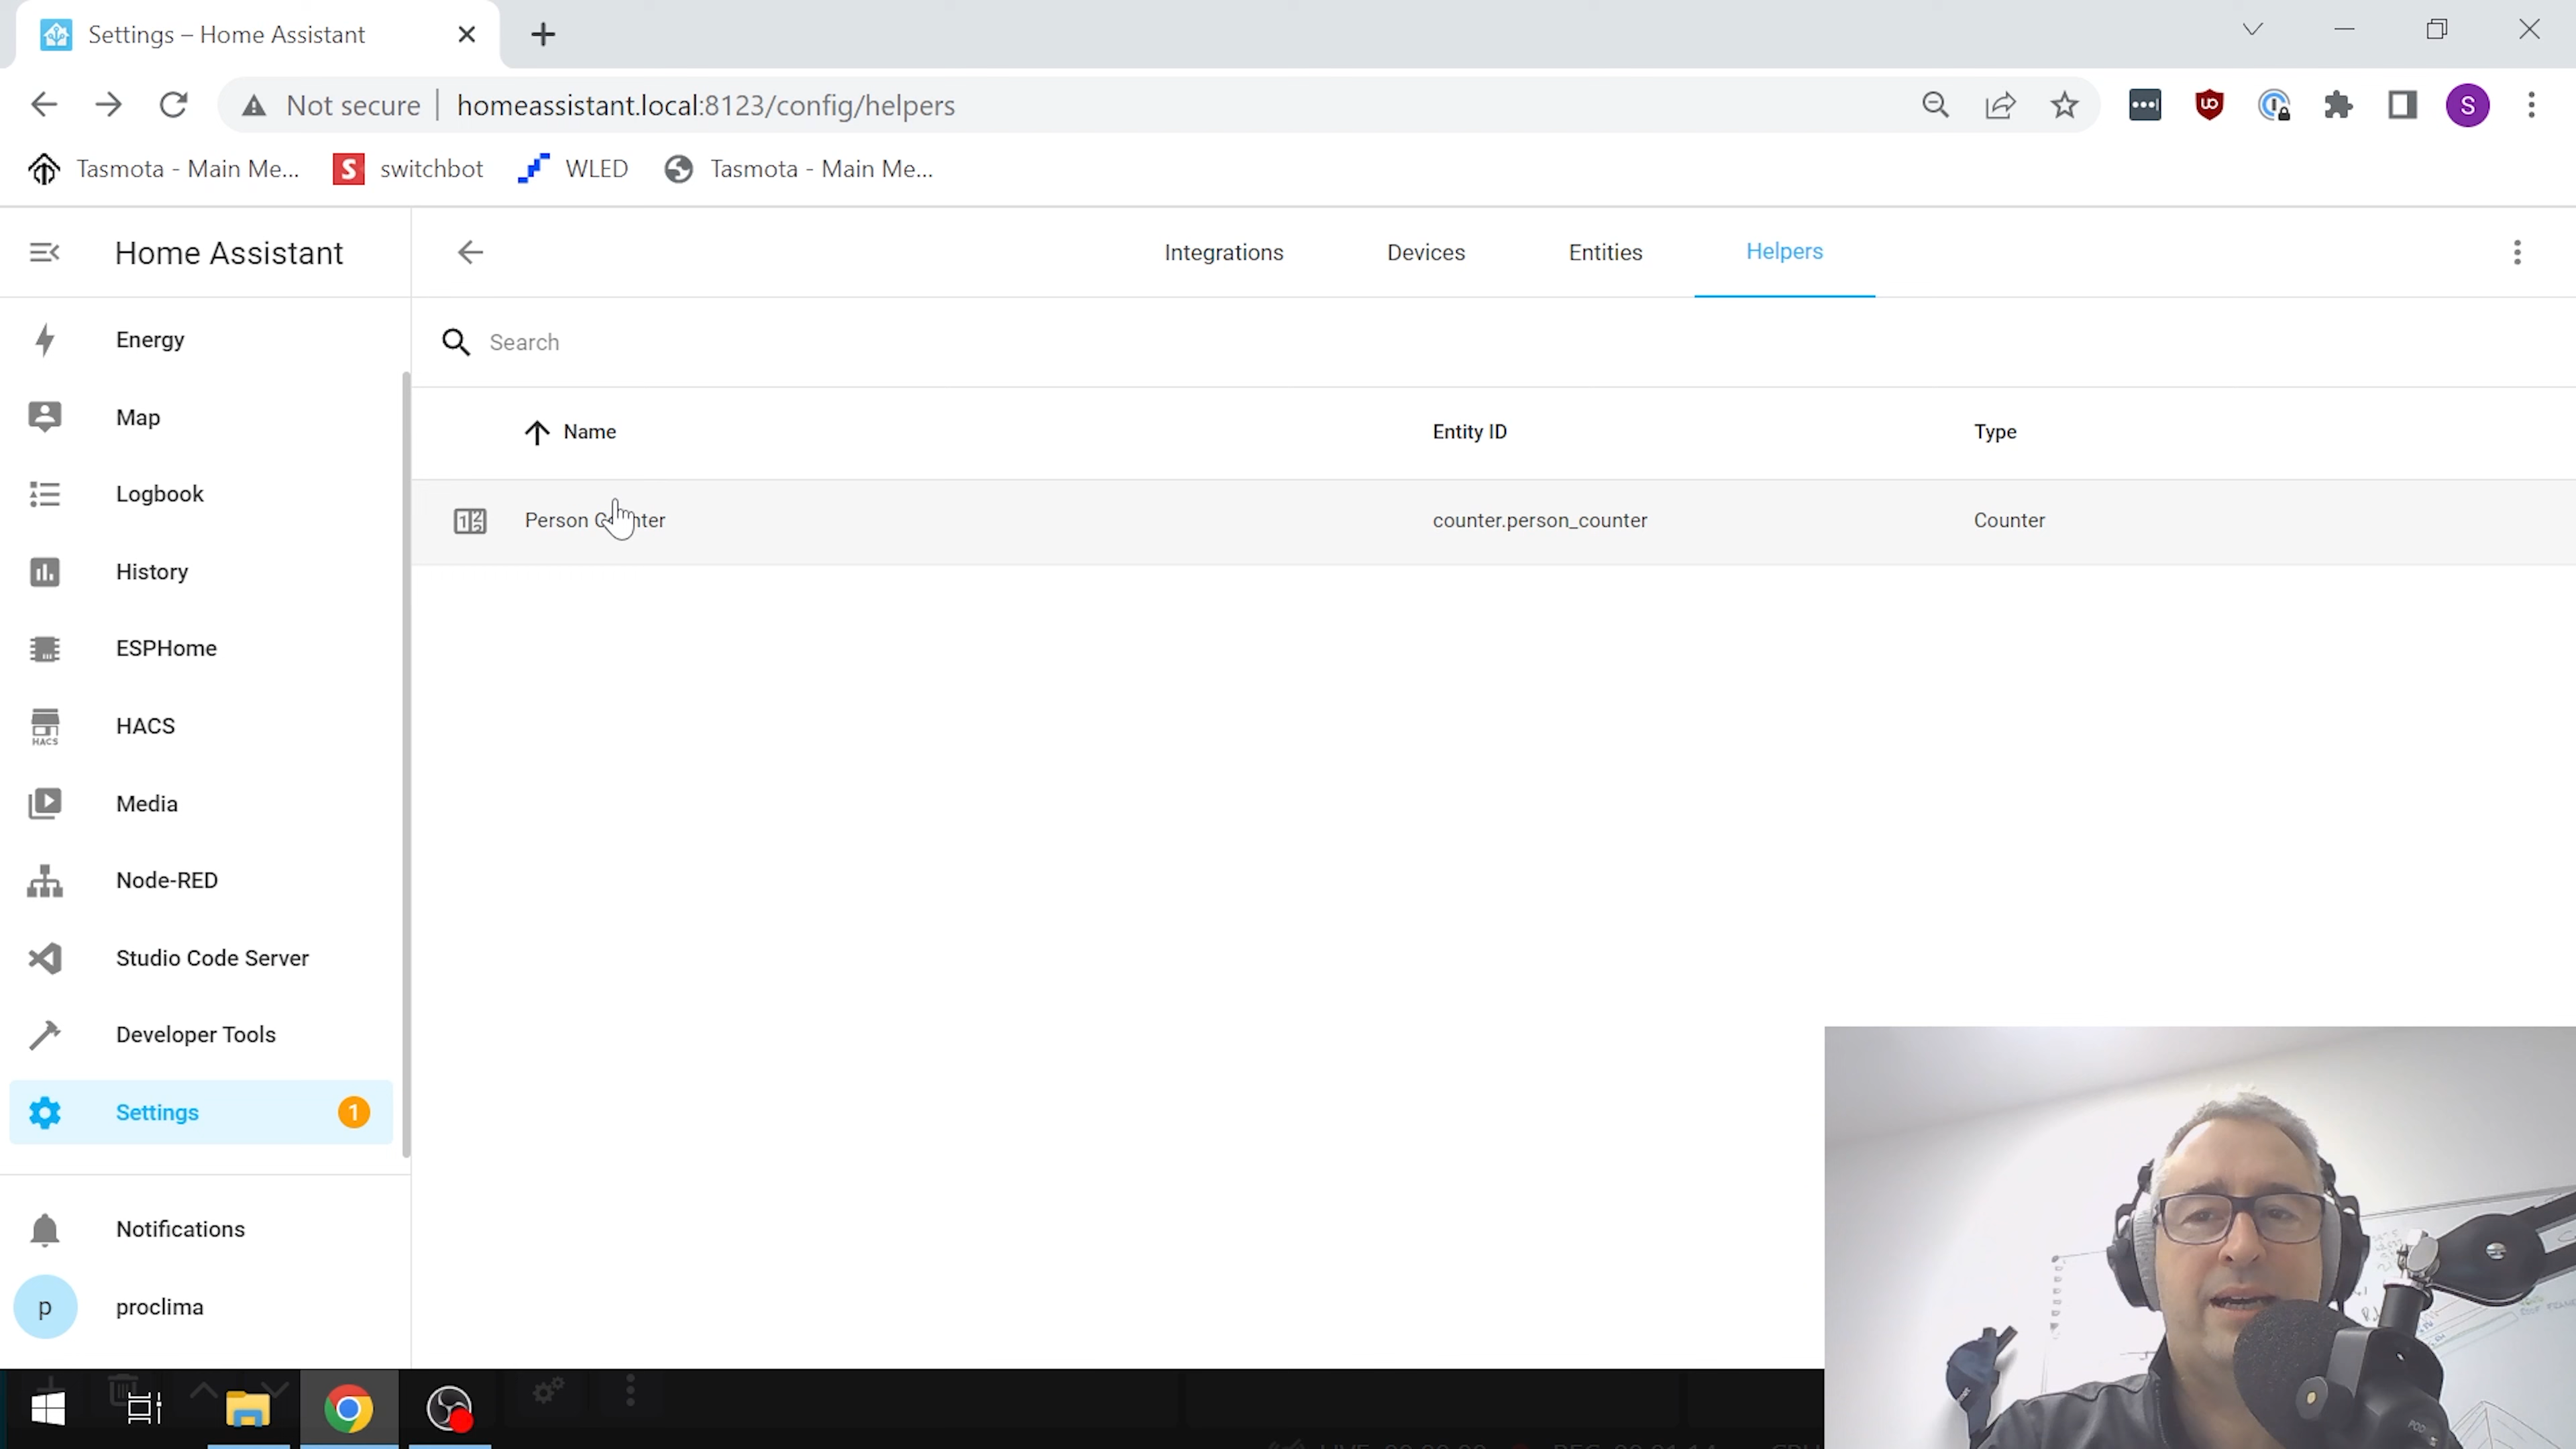 Settings – Home Assistant
Not secure | homeassistant.local:8123/config/helpers
S
Tasmota - Main Me... switchbot WLED Tasmota - Main Me...
Home Assistant
Integrations Devices Entities Helpers
Search
Name Entity ID Type
Person Counter counter.person_counter Counter
Energy
Map
Logbook
History
ESPHome
HACS
HACS
Media
Node-RED
Studio Code Server
Developer Tools
Settings 1
Notifications
p proclima